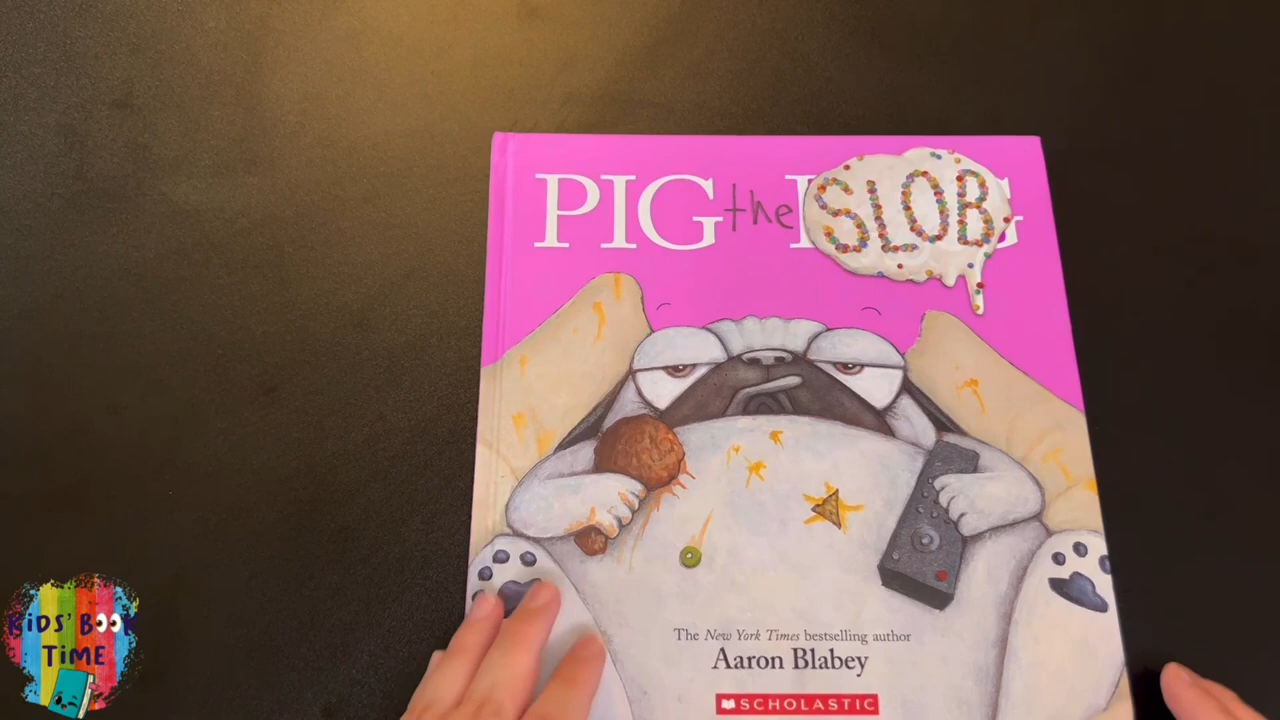 PIG the SLOB
The New York Times bestselling author
Aaron Blabey
SCHOLASTIC
KiDS' BOOK
TiME